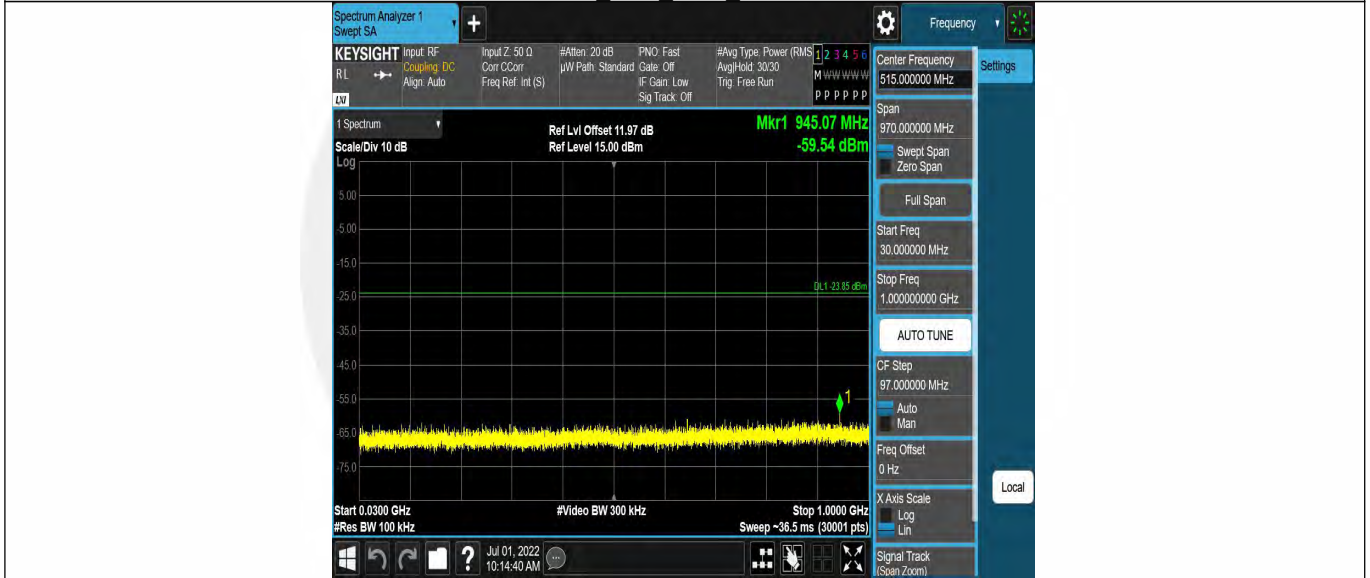 Spectrum Analyzer 1
Swept SA
+
Frequency
KEYSIGHT
RL
LNI
Input: RF
Coupling: DC
Align: Auto
Input Z: 50 Ω
Corr CCorr
Freq Ref: Int (S)
#Atten: 20 dB
µW Path: Standard
PNO: Fast
Gate: Off
IF Gain: Low
Sig Track: Off
#Avg Type: Power (RMS
Avg|Hold: 30/30
Trig: Free Run
1 2 3 4 5 6
M W W W W W
P P P P P P
1 Spectrum
Scale/Div 10 dB
Log
Ref Lvl Offset 11.97 dB
Ref Level 15.00 dBm
Mkr1 945.07 MHz
-59.54 dBm
5.00
-5.00
-15.0
-25.0
-35.0
-45.0
-55.0
-65.0
-75.0
DL1 -23.85 dBm
1
Start 0.0300 GHz
#Res BW 100 kHz
#Video BW 300 kHz
Stop 1.0000 GHz
Sweep ~36.5 ms (30001 pts)
Center Frequency
515.000000 MHz
Span
970.000000 MHz
Swept Span
Zero Span
Full Span
Start Freq
30.000000 MHz
Stop Freq
1.000000000 GHz
AUTO TUNE
CF Step
97.000000 MHz
Auto
Man
Freq Offset
0 Hz
X Axis Scale
Log
Lin
Signal Track
(Span Zoom)
Settings
Local
?
Jul 01, 2022
10:14:40 AM